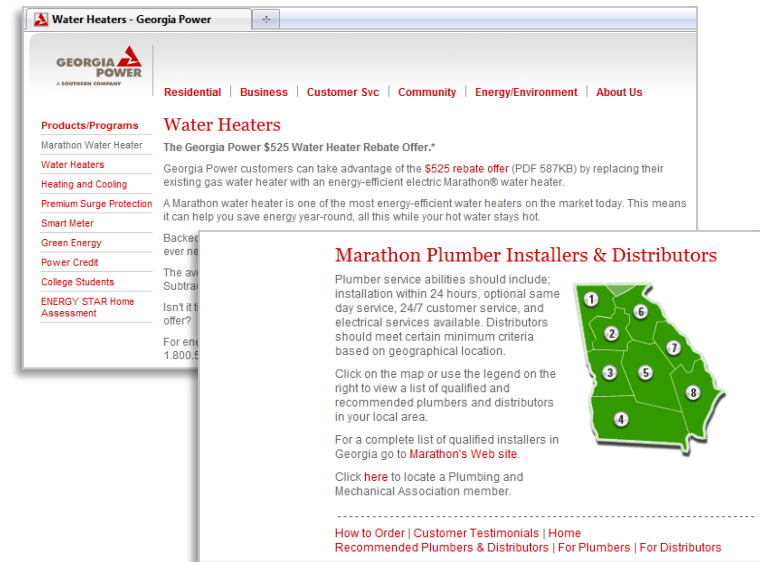 Water Heaters - Georgia Power
GEORGIA
POWER
A SOUTHERN COMPANY
Residential | Business | Customer Svc | Community | Energy/Environment | About Us
Products/Programs
Marathon Water Heater
Water Heaters
Heating and Cooling
Premium Surge Protection
Smart Meter
Green Energy
Power Credit
College Students
ENERGY STAR Home
Assessment
Water Heaters
The Georgia Power $525 Water Heater Rebate Offer.*
Georgia Power customers can take advantage of the $525 rebate offer (PDF 587KB) by replacing their
existing gas water heater with an energy-efficient electric Marathon® water heater.
A Marathon water heater is one of the most energy-efficient water heaters on the market today. This means
it can help you save energy year-round, all this while your hot water stays hot.
Backed
ever ne
The av
Subtra
Isn't it t
offer?
For ene
1.800.5
Marathon Plumber Installers & Distributors
Plumber service abilities should include;
installation within 24 hours, optional same
day service, 24/7 customer service, and
electrical services available. Distributors
should meet certain minimum criteria
based on geographical location.
Click on the map or use the legend on the
right to view a list of qualified and
recommended plumbers and distributors
in your local area.
For a complete list of qualified installers in
Georgia go to Marathon's Web site.
Click here to locate a Plumbing and
Mechanical Association member.
1
6
2
7
3
5
8
4
How to Order | Customer Testimonials | Home
Recommended Plumbers & Distributors | For Plumbers | For Distributors